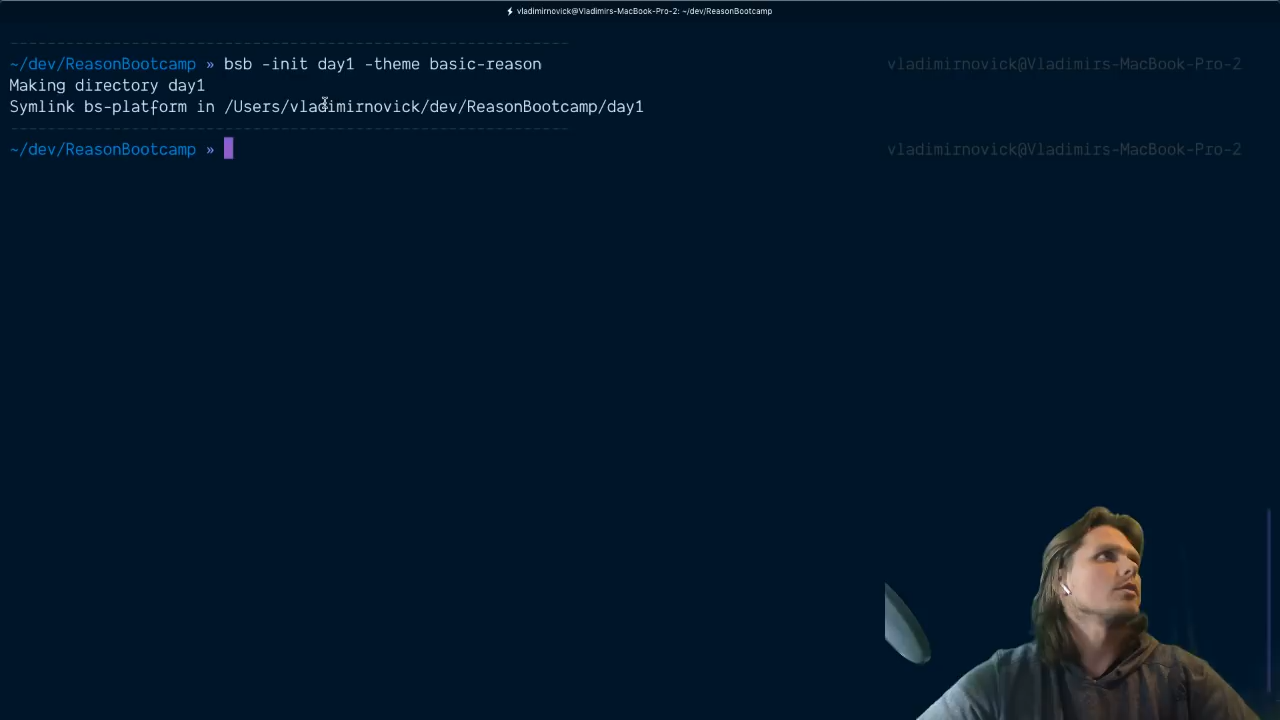 vladimirnovick@Vladimirs-MacBook-Pro-2: ~/dev/ReasonBootcamp
~/dev/ReasonBootcamp » bsb -init day1 -theme basic-reason vladimirnovick@Vladimirs-MacBook-Pro-2
Making directory day1
Symlink bs-platform in /Users/vladimirnovick/dev/ReasonBootcamp/day1
~/dev/ReasonBootcamp » vladimirnovick@Vladimirs-MacBook-Pro-2